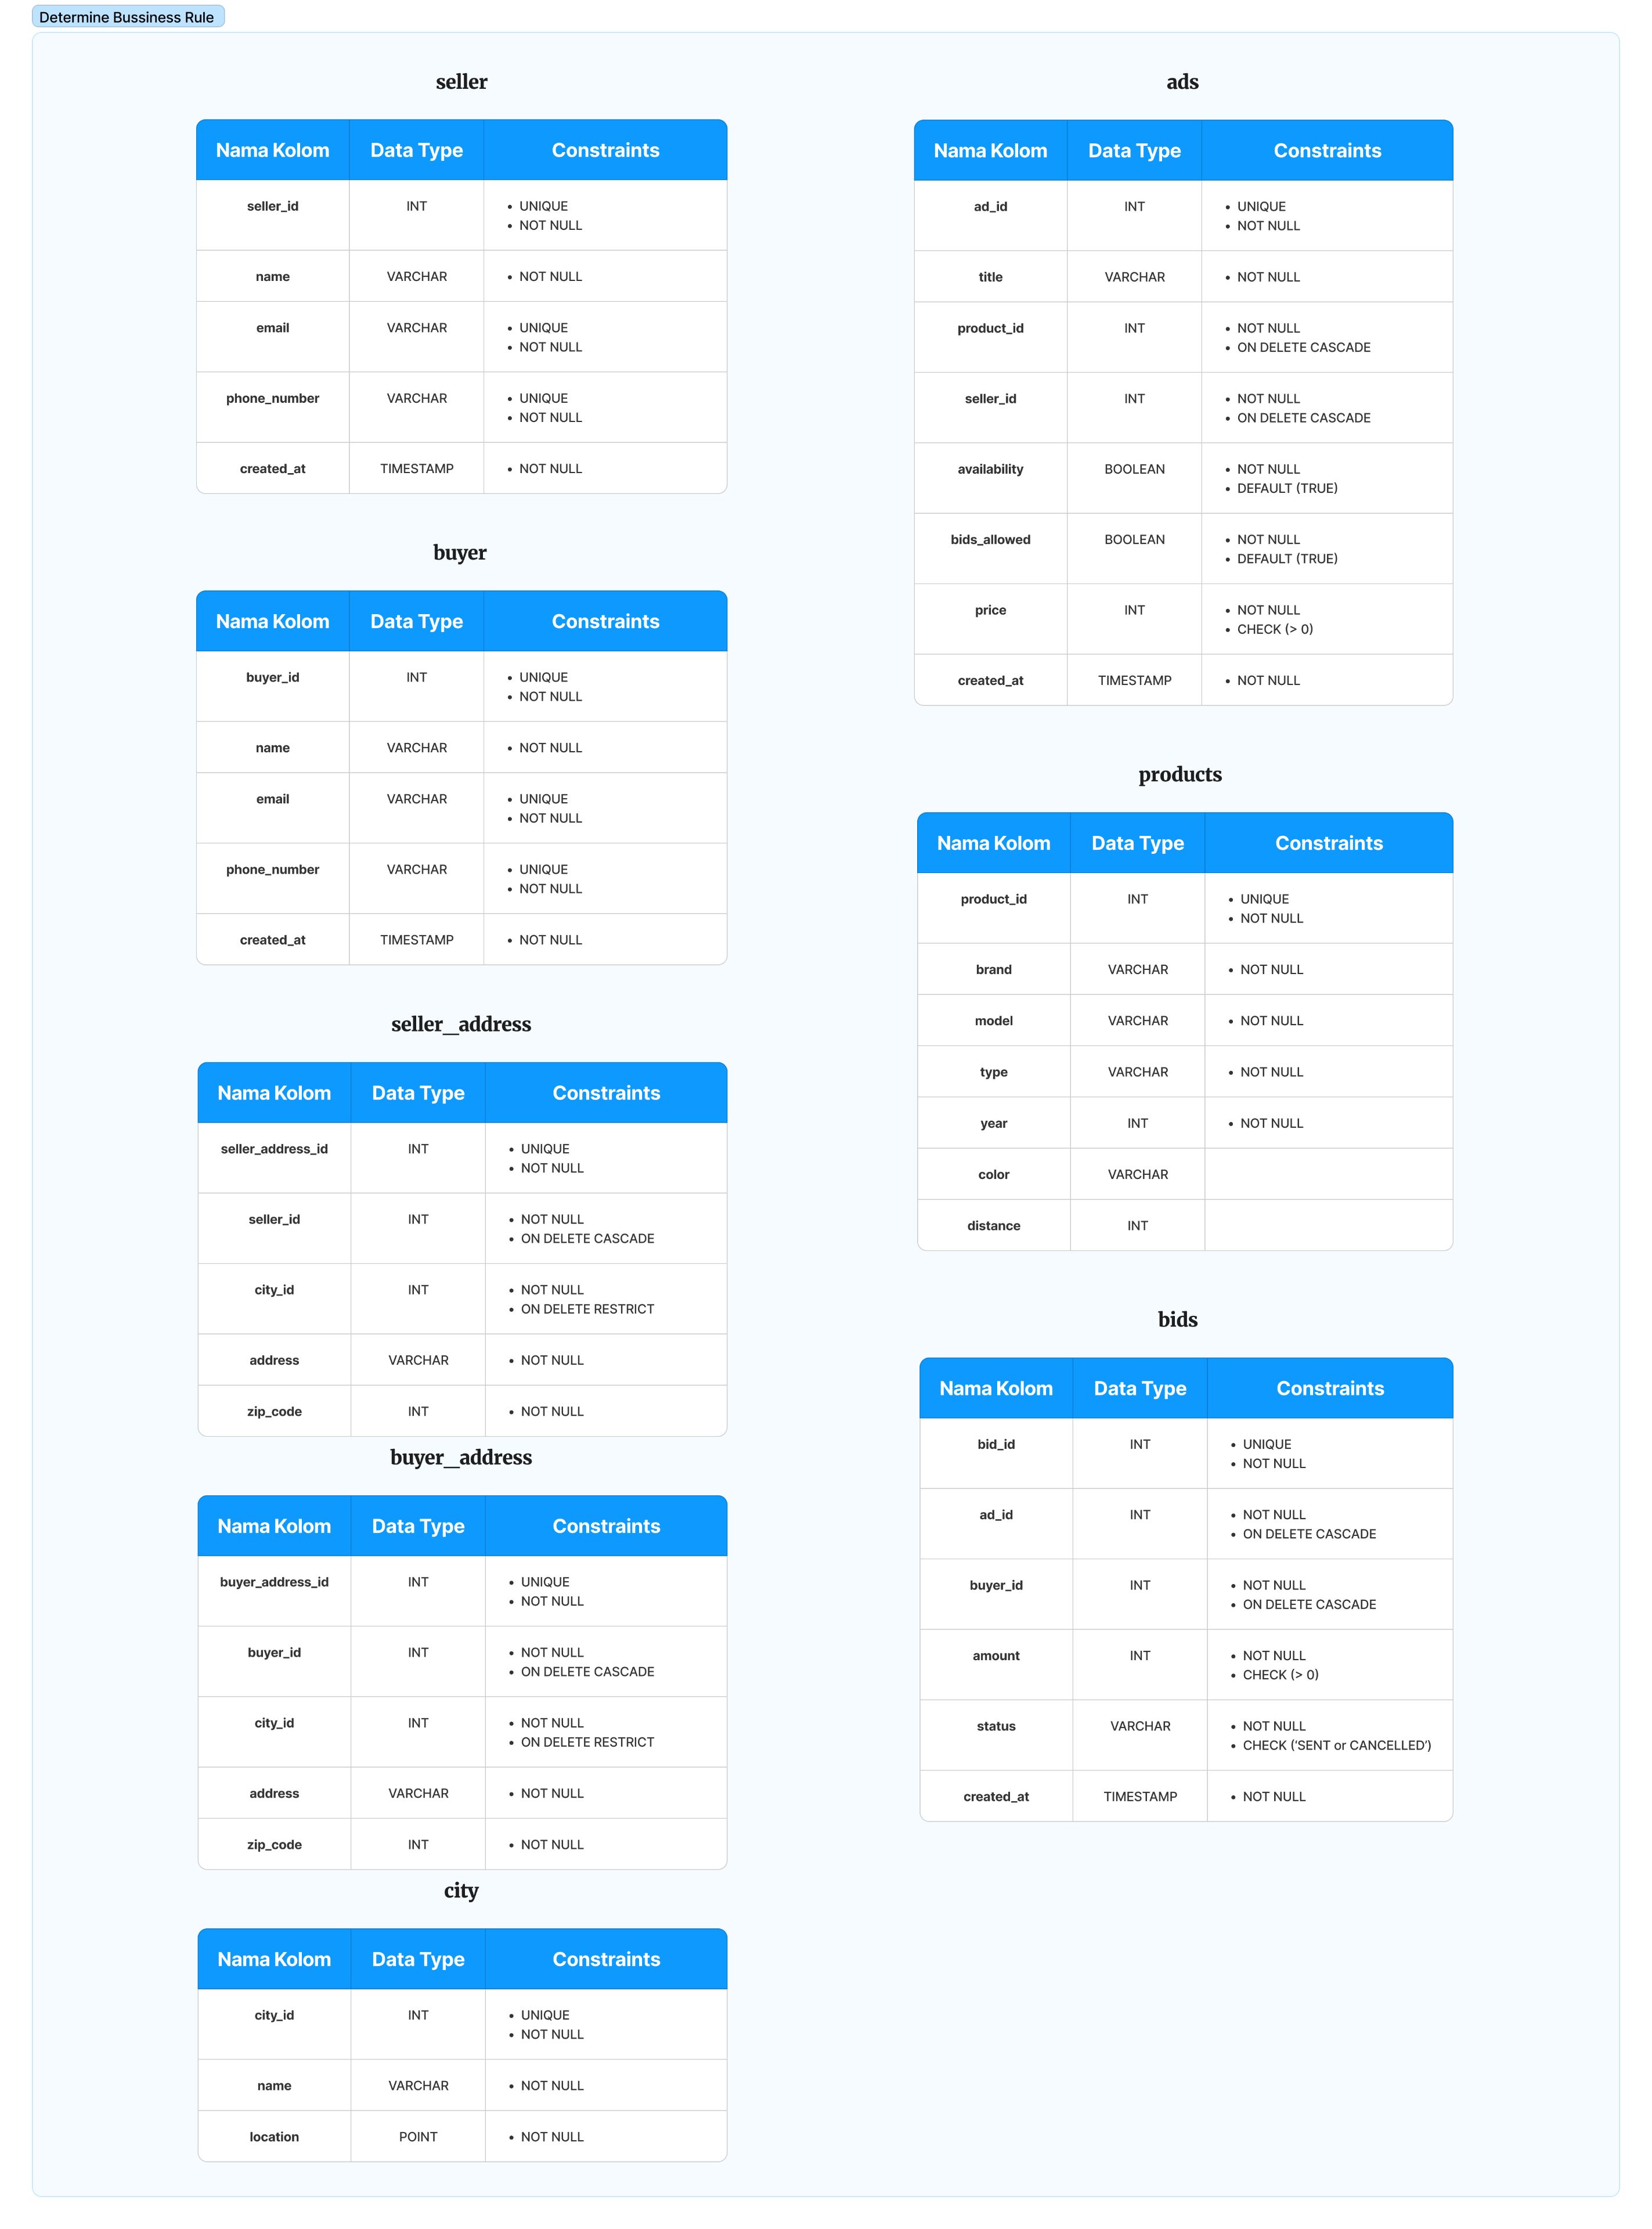 Determine Bussiness Rule
seller
Nama Kolom Data Type Constraints
seller_id INT • UNIQUE
• NOT NULL
name VARCHAR • NOT NULL
email VARCHAR • UNIQUE
• NOT NULL
phone_number VARCHAR • UNIQUE
• NOT NULL
created_at TIMESTAMP • NOT NULL
buyer
Nama Kolom Data Type Constraints
buyer_id INT • UNIQUE
• NOT NULL
name VARCHAR • NOT NULL
email VARCHAR • UNIQUE
• NOT NULL
phone_number VARCHAR • UNIQUE
• NOT NULL
created_at TIMESTAMP • NOT NULL
seller_address
Nama Kolom Data Type Constraints
seller_address_id INT • UNIQUE
• NOT NULL
seller_id INT • NOT NULL
• ON DELETE CASCADE
city_id INT • NOT NULL
• ON DELETE RESTRICT
address VARCHAR • NOT NULL
zip_code INT • NOT NULL
buyer_address
Nama Kolom Data Type Constraints
buyer_address_id INT • UNIQUE
• NOT NULL
buyer_id INT • NOT NULL
• ON DELETE CASCADE
city_id INT • NOT NULL
• ON DELETE RESTRICT
address VARCHAR • NOT NULL
zip_code INT • NOT NULL
city
Nama Kolom Data Type Constraints
city_id INT • UNIQUE
• NOT NULL
name VARCHAR • NOT NULL
location POINT • NOT NULL
ads
Nama Kolom Data Type Constraints
ad_id INT • UNIQUE
• NOT NULL
title VARCHAR • NOT NULL
product_id INT • NOT NULL
• ON DELETE CASCADE
seller_id INT • NOT NULL
• ON DELETE CASCADE
availability BOOLEAN • NOT NULL
• DEFAULT (TRUE)
bids_allowed BOOLEAN • NOT NULL
• DEFAULT (TRUE)
price INT • NOT NULL
• CHECK (> 0)
created_at TIMESTAMP • NOT NULL
products
Nama Kolom Data Type Constraints
product_id INT • UNIQUE
• NOT NULL
brand VARCHAR • NOT NULL
model VARCHAR • NOT NULL
type VARCHAR • NOT NULL
year INT • NOT NULL
color VARCHAR
distance INT
bids
Nama Kolom Data Type Constraints
bid_id INT • UNIQUE
• NOT NULL
ad_id INT • NOT NULL
• ON DELETE CASCADE
buyer_id INT • NOT NULL
• ON DELETE CASCADE
amount INT • NOT NULL
• CHECK (> 0)
status VARCHAR • NOT NULL
• CHECK (‘SENT or CANCELLED’)
created_at TIMESTAMP • NOT NULL